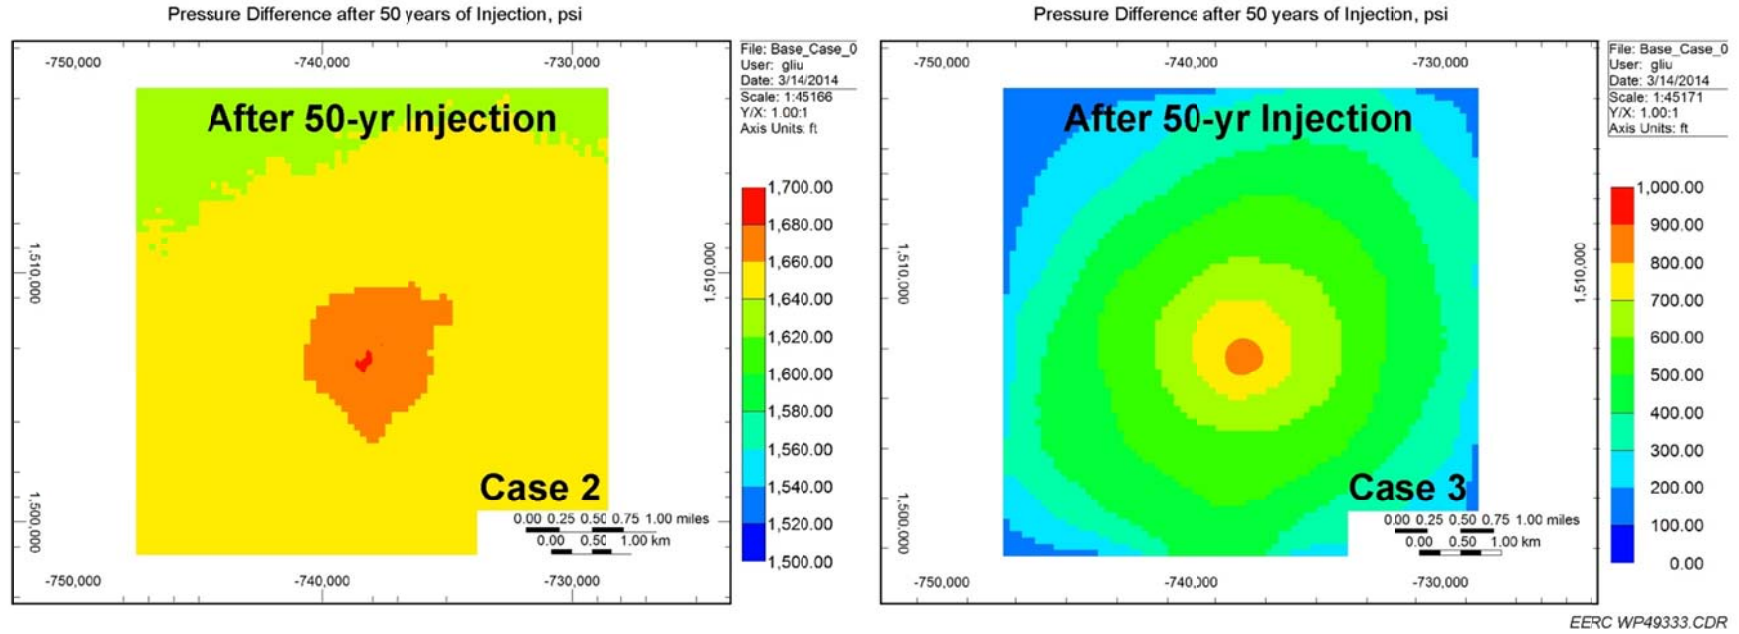 Pressure Difference after 50 years of Injection, psi
-750,000 -740,000 -730,000
File: Base_Case_0
User: gliu
Date: 3/14/2014
Scale: 1:45166
Y/X: 1.00:1
Axis Units: ft
After 50-yr Injection
1,510,000
1,510,000
1,500,000
1,700.00
1,680.00
1,660.00
1,640.00
1,620.00
1,600.00
1,580.00
1,560.00
1,540.00
1,520.00
1,500.00
Case 2
0.00 0.25 0.50 0.75 1.00 miles
0.00 0.50 1.00 km
-750,000 -740,000 -730,000
Pressure Difference after 50 years of Injection, psi
-750,000 -740,000 -730,000
File: Base_Case_0
User: gliu
Date: 3/14/2014
Scale: 1:45171
Y/X: 1.00:1
Axis Units: ft
After 50-yr Injection
1,510,000
1,510,000
1,500,000
1,000.00
900.00
800.00
700.00
600.00
500.00
400.00
300.00
200.00
100.00
0.00
Case 3
0.00 0.25 0.50 0.75 1.00 miles
0.00 0.50 1.00 km
-750,000 -740,000 -730,000
EERC WP49333.CDR